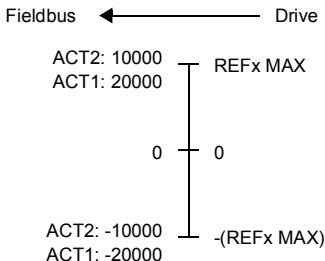 Fieldbus Drive
ACT2: 10000
ACT1: 20000
REFx MAX
0 0
ACT2: -10000
ACT1: -20000
-(REFx MAX)